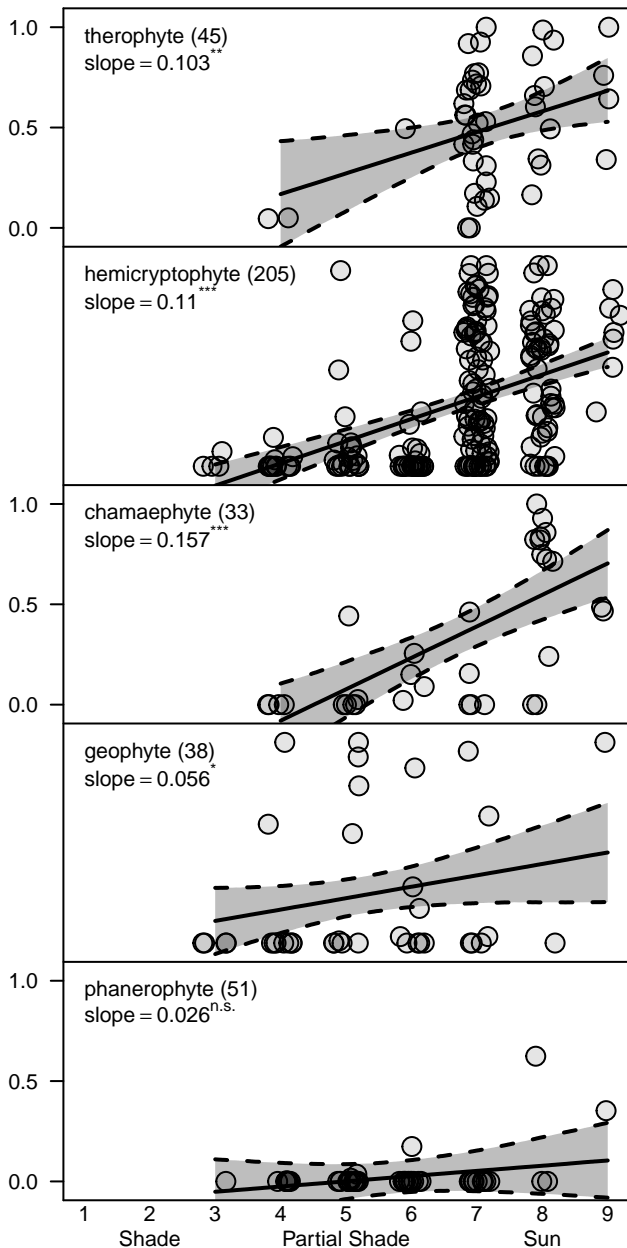 therophyte (45)
slope = 0.103**
1.0
0.5
0.0
hemicryptophyte (205)
slope = 0.11***
chamaephyte (33)
slope = 0.157***
1.0
0.5
0.0
geophyte (38)
slope = 0.056*
phanerophyte (51)
slope = 0.026n.s.
1.0
0.5
0.0
1 2 3 4 5 6 7 8 9
Shade Partial Shade Sun